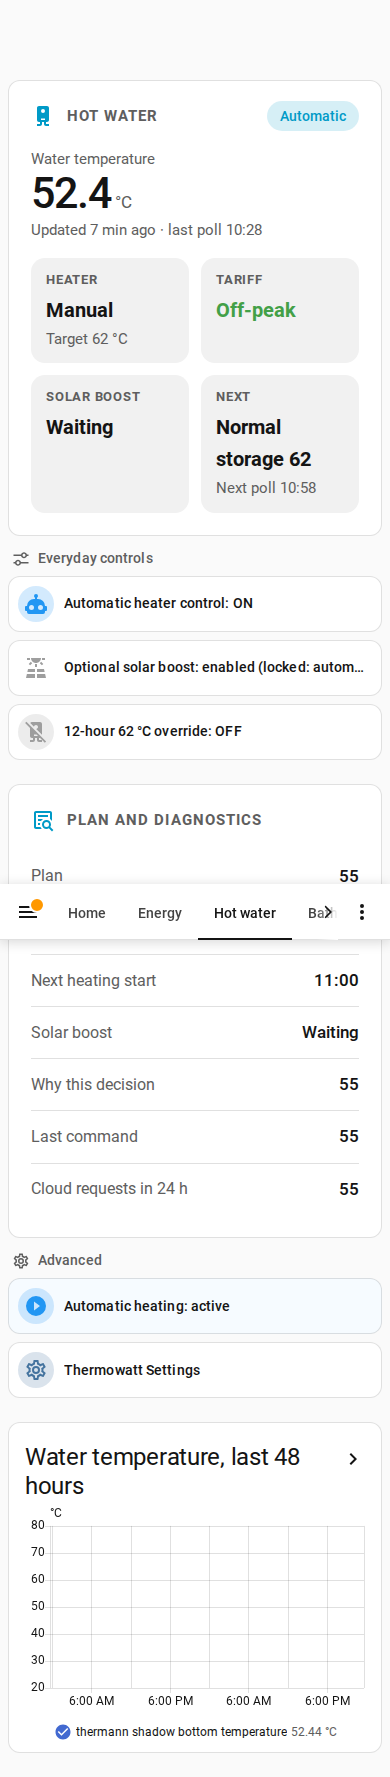 HOT WATER
Automatic
Water temperature
52.4 °C
Updated 7 min ago · last poll 10:28
HEATER
Manual
Target 62 °C
TARIFF
Off-peak
SOLAR BOOST
Waiting
NEXT
Normal
storage 62
Next poll 10:58
Everyday controls
Automatic heater control: ON
Optional solar boost: enabled (locked: autom...
12-hour 62 °C override: OFF
PLAN AND DIAGNOSTICS
Plan 55
Home Energy Hot water
Next heating start 11:00
Solar boost Waiting
Why this decision 55
Last command 55
Cloud requests in 24 h 55
Advanced
Automatic heating: active
Thermowatt Settings
Water temperature, last 48
hours
°C
80
70
60
50
40
30
20
6:00 AM 6:00 PM 6:00 AM 6:00 PM
thermann shadow bottom temperature 52.44 °C